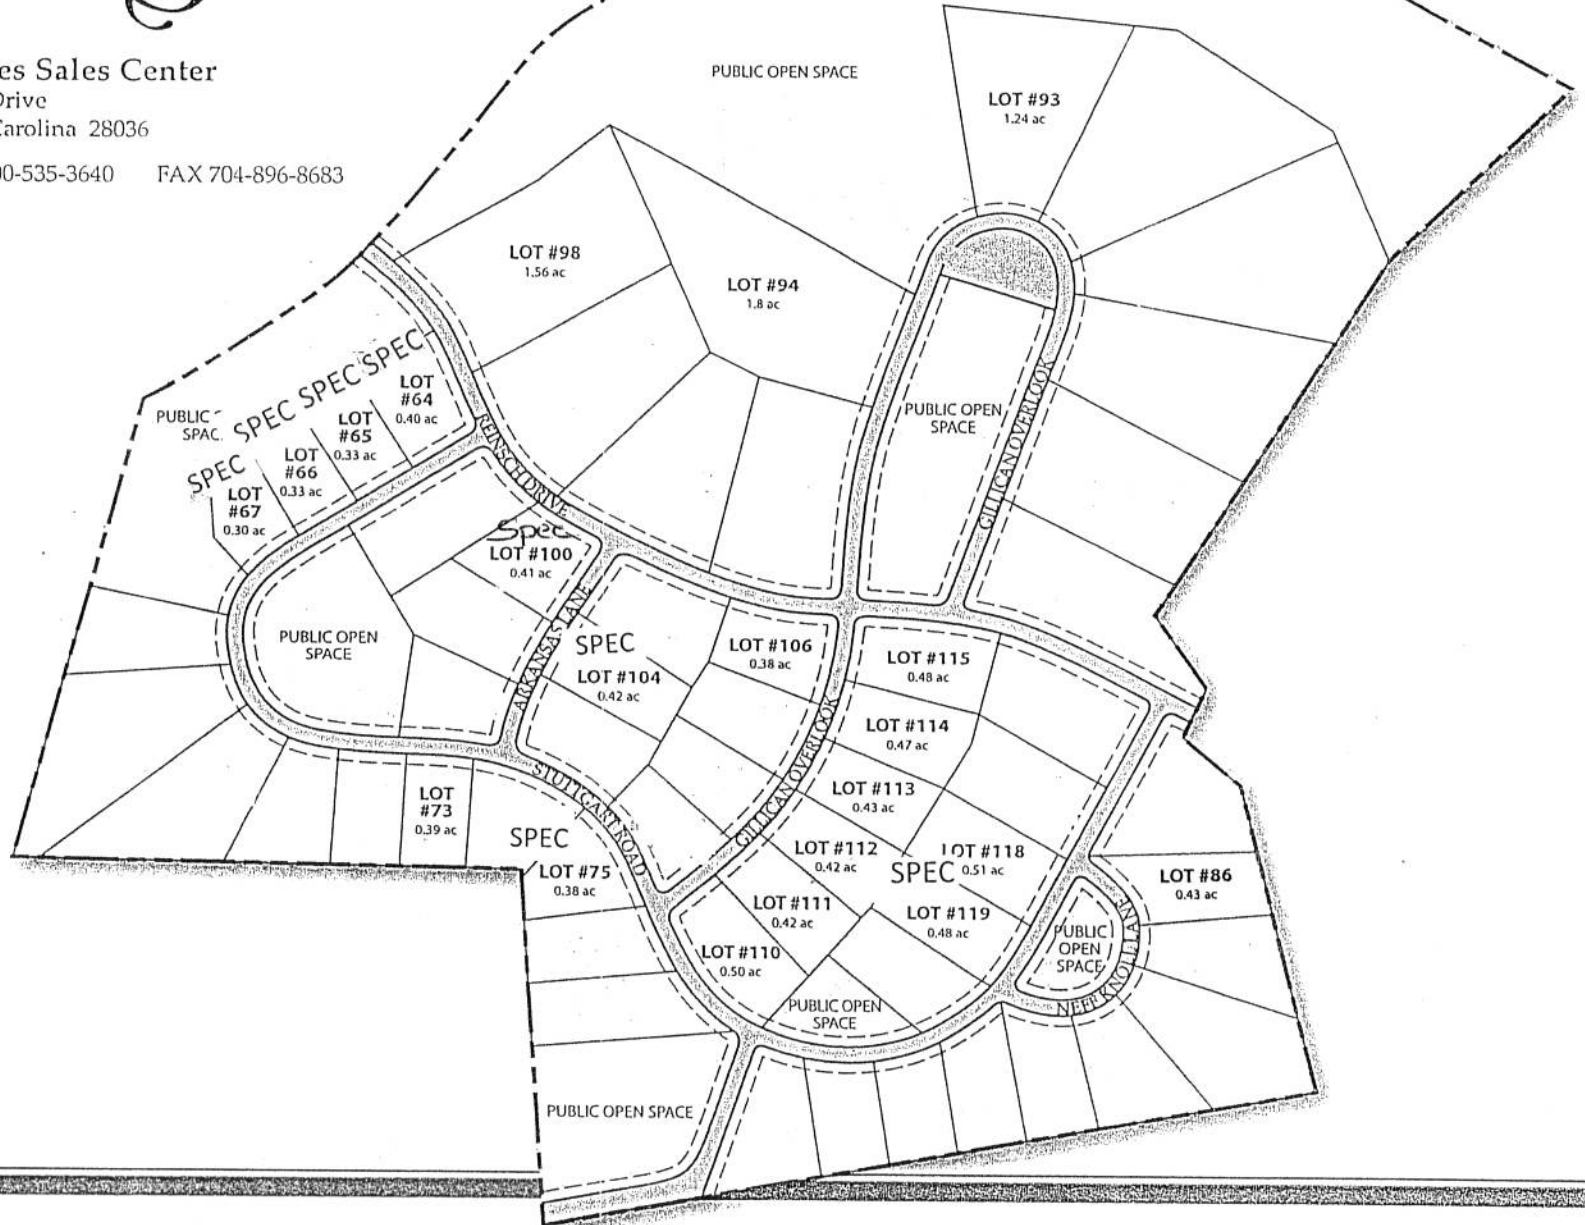 es Sales Center
Drive
Carolina 28036
00-535-3640 FAX 704-896-8683
PUBLIC OPEN SPACE
LOT #93
1.24 ac
LOT #98
1.56 ac
LOT #94
1.8 ac
SPEC
SPEC
SPEC
SPEC
LOT
#64
0.40 ac
LOT
#65
0.33 ac
LOT
#66
0.33 ac
LOT
#67
0.30 ac
PUBLIC
SPAC
REINSCH DRIVE
PUBLIC OPEN
SPACE
GILLICAN OVERLOOK
Spec
LOT #100
0.41 ac
ARKANSAS LANE
PUBLIC OPEN
SPACE
SPEC
LOT #104
0.42 ac
LOT #106
0.38 ac
LOT #115
0.48 ac
LOT #114
0.47 ac
LOT #113
0.43 ac
GILLICAN OVERLOOK
STUTTGART ROAD
LOT
#73
0.39 ac
SPEC
LOT #75
0.38 ac
LOT #112
0.42 ac
SPEC
LOT #118
0.51 ac
LOT #111
0.42 ac
LOT #119
0.48 ac
LOT #110
0.50 ac
LOT #86
0.43 ac
PUBLIC
OPEN
SPACE
NEFF KNOLL LANE
PUBLIC OPEN
SPACE
PUBLIC OPEN SPACE